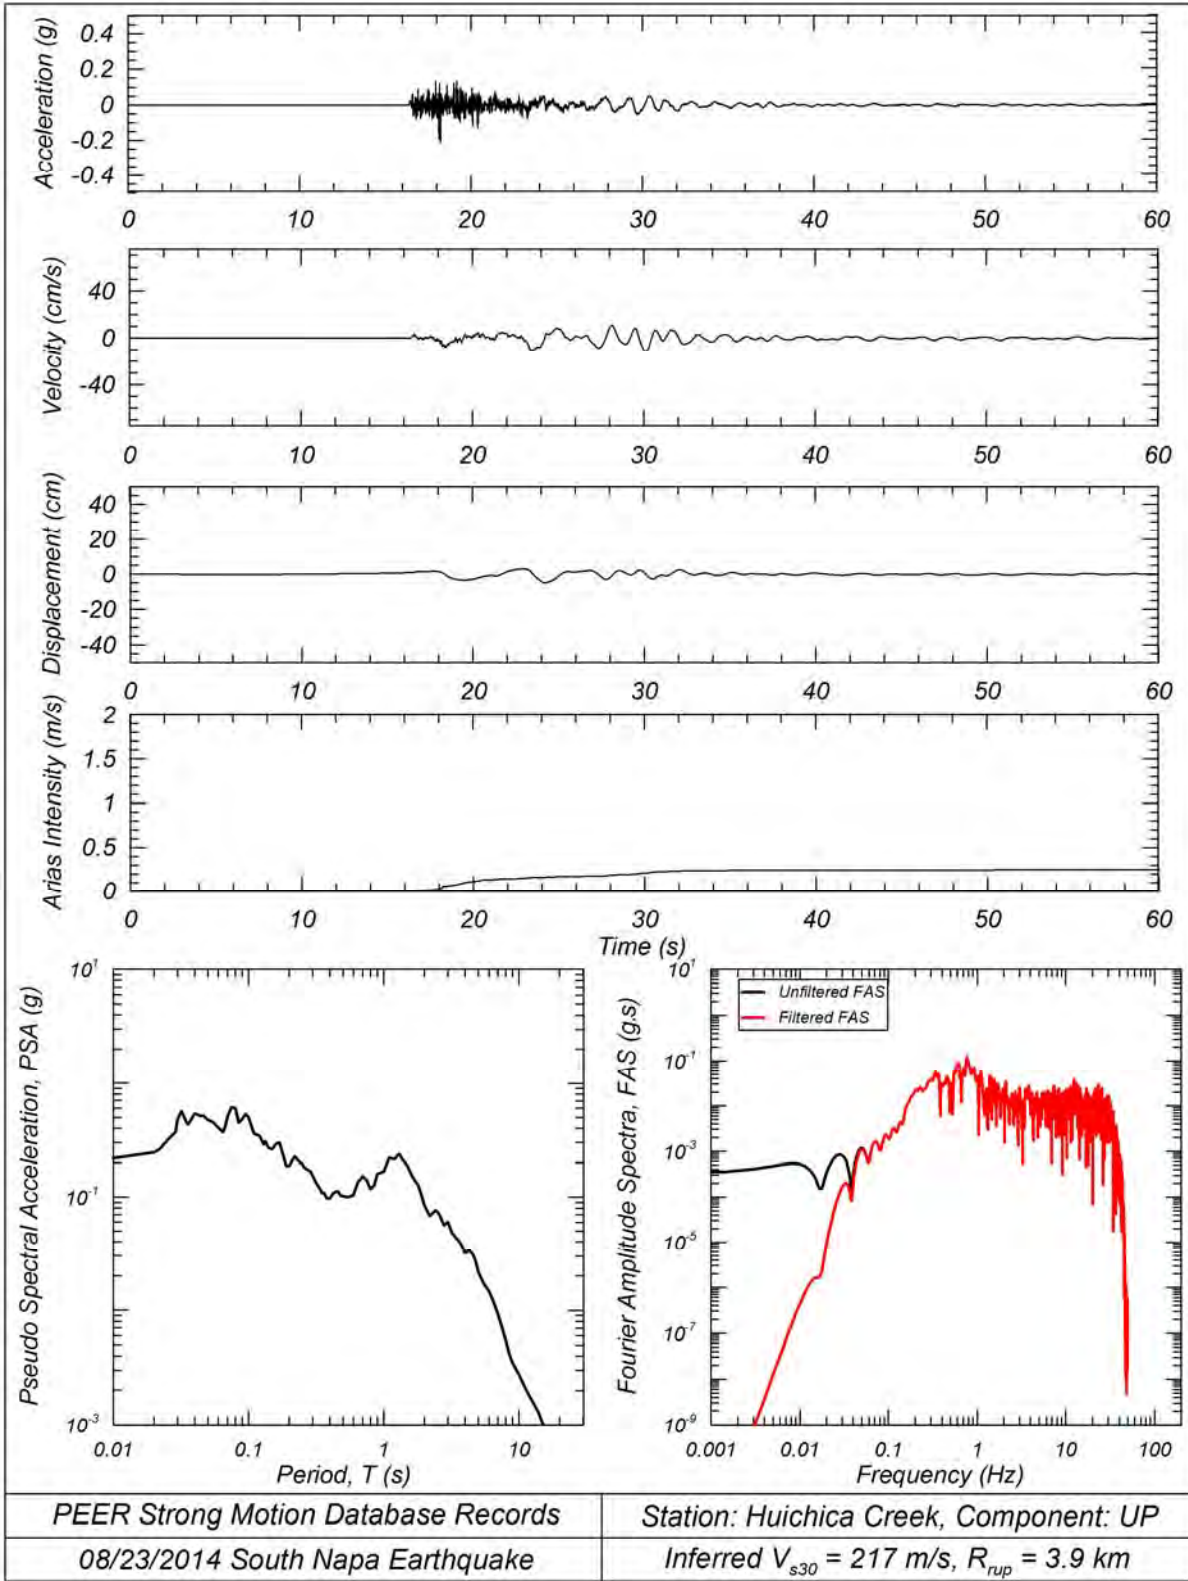 Acceleration (g)
0.4
0.2
0
-0.2
-0.4
0 10 20 30 40 50 60
Velocity (cm/s)
40
0
-40
0 10 20 30 40 50 60
Displacement (cm)
40
20
0
-20
-40
0 10 20 30 40 50 60
Arias Intensity (m/s)
2
1.5
1
0.5
0
0 10 20 30 40 50 60
Time (s)
Pseudo Spectral Acceleration, PSA (g)
10¹
10⁻¹
10⁻³
0.01 0.1 1 10
Period, T (s)
Fourier Amplitude Spectra, FAS (g.s)
Unfiltered FAS
Filtered FAS
10¹
10⁻¹
10⁻³
10⁻⁵
10⁻⁷
10⁻⁹
0.001 0.01 0.1 1 10 100
Frequency (Hz)
PEER Strong Motion Database Records
Station: Huichica Creek, Component: UP
08/23/2014 South Napa Earthquake
Inferred Vs30 = 217 m/s, Rrup = 3.9 km